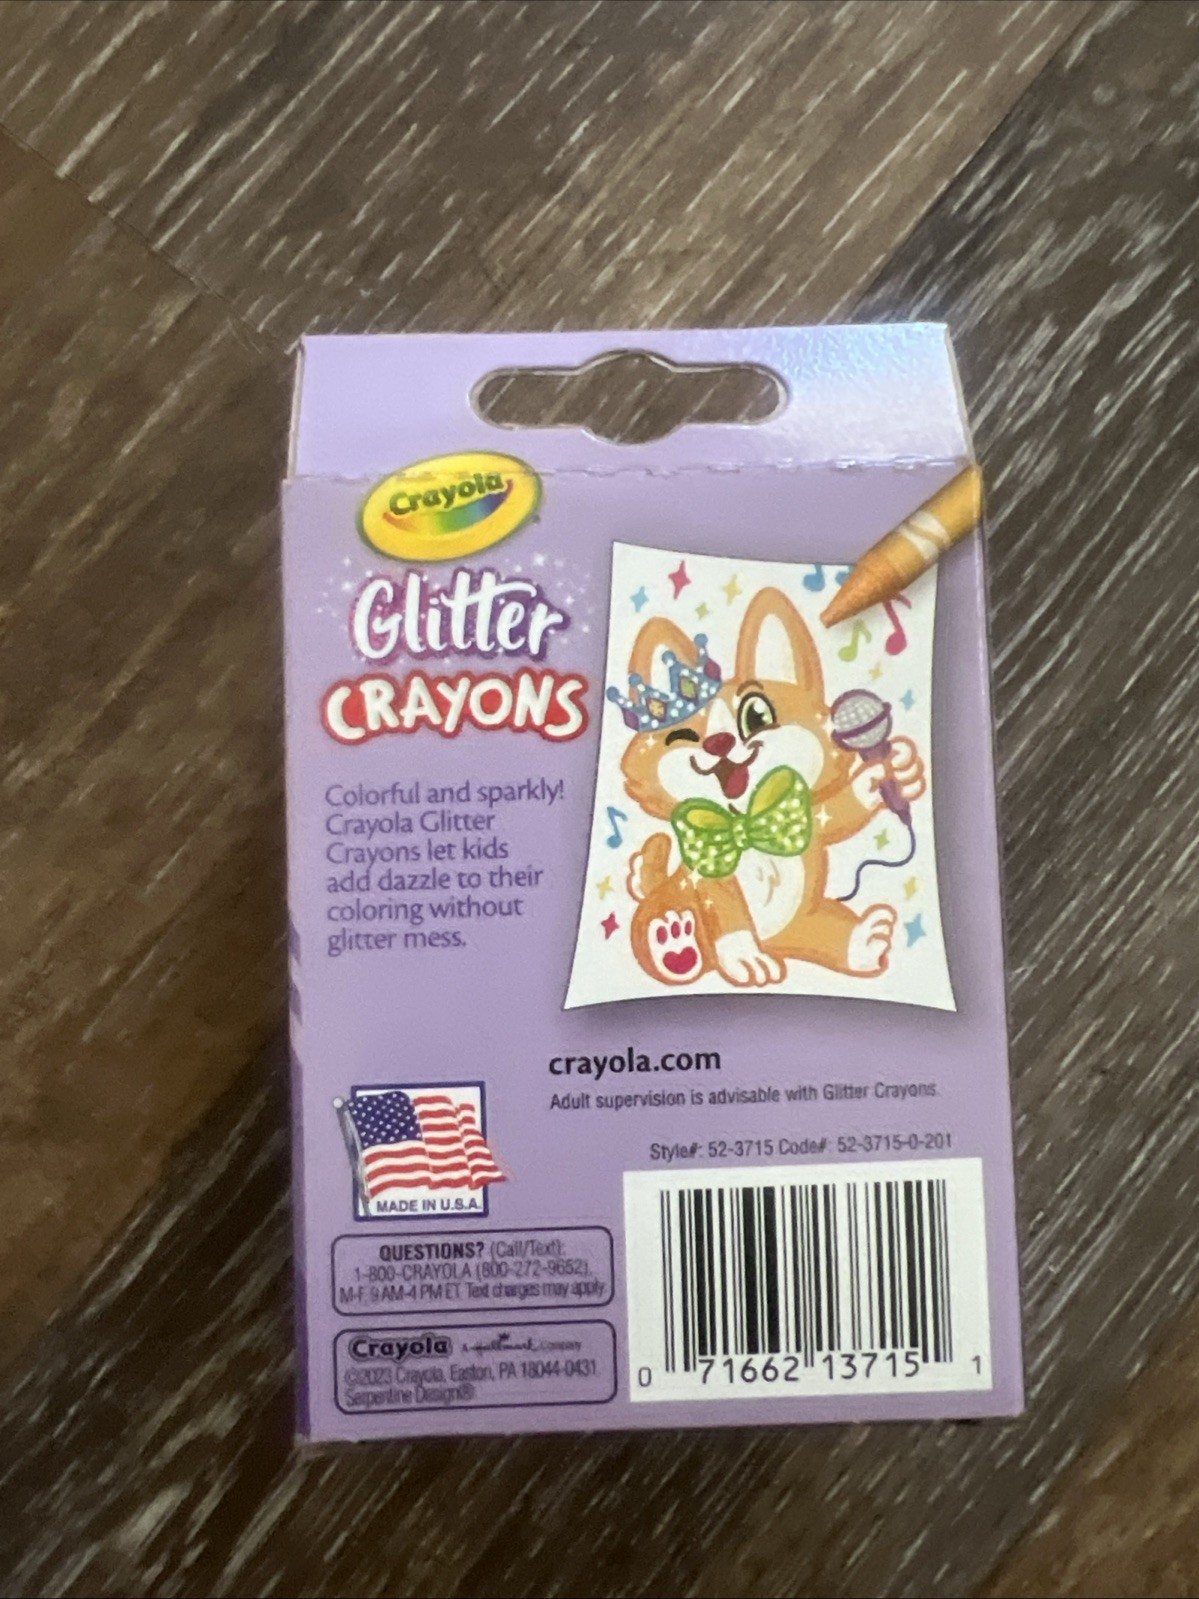 Crayola
Glitter
CRAYONS
Colorful and sparkly!
Crayola Glitter
Crayons let kids
add dazzle to their
coloring without
glitter mess.
crayola.com
Adult supervision is advisable with Glitter Crayons.
Style#: 52-3715 Code#: 52-3715-0-201
MADE IN U.S.A.
QUESTIONS? (Call/Text):
1-800-CRAYOLA (800-272-9652),
M-F, 9 AM-4 PM ET. Text charges may apply.
Crayola A Hallmark Company
©2023 Crayola, Easton, PA 18044-0431
Serpentine Design®
0 71662 13715 1